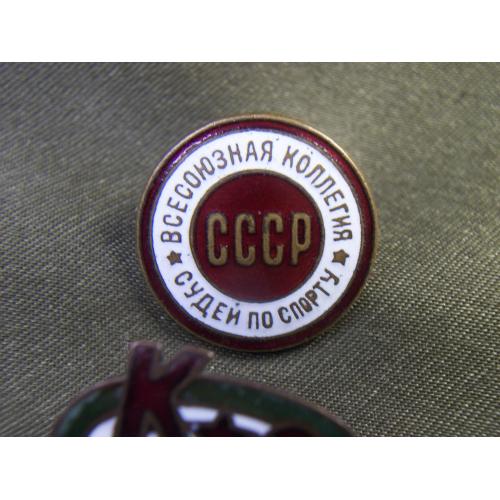 ВСЕСОЮЗНАЯ КОЛЛЕГИЯ
СССР
СУДЕЙ ПО СПОРТУ
К